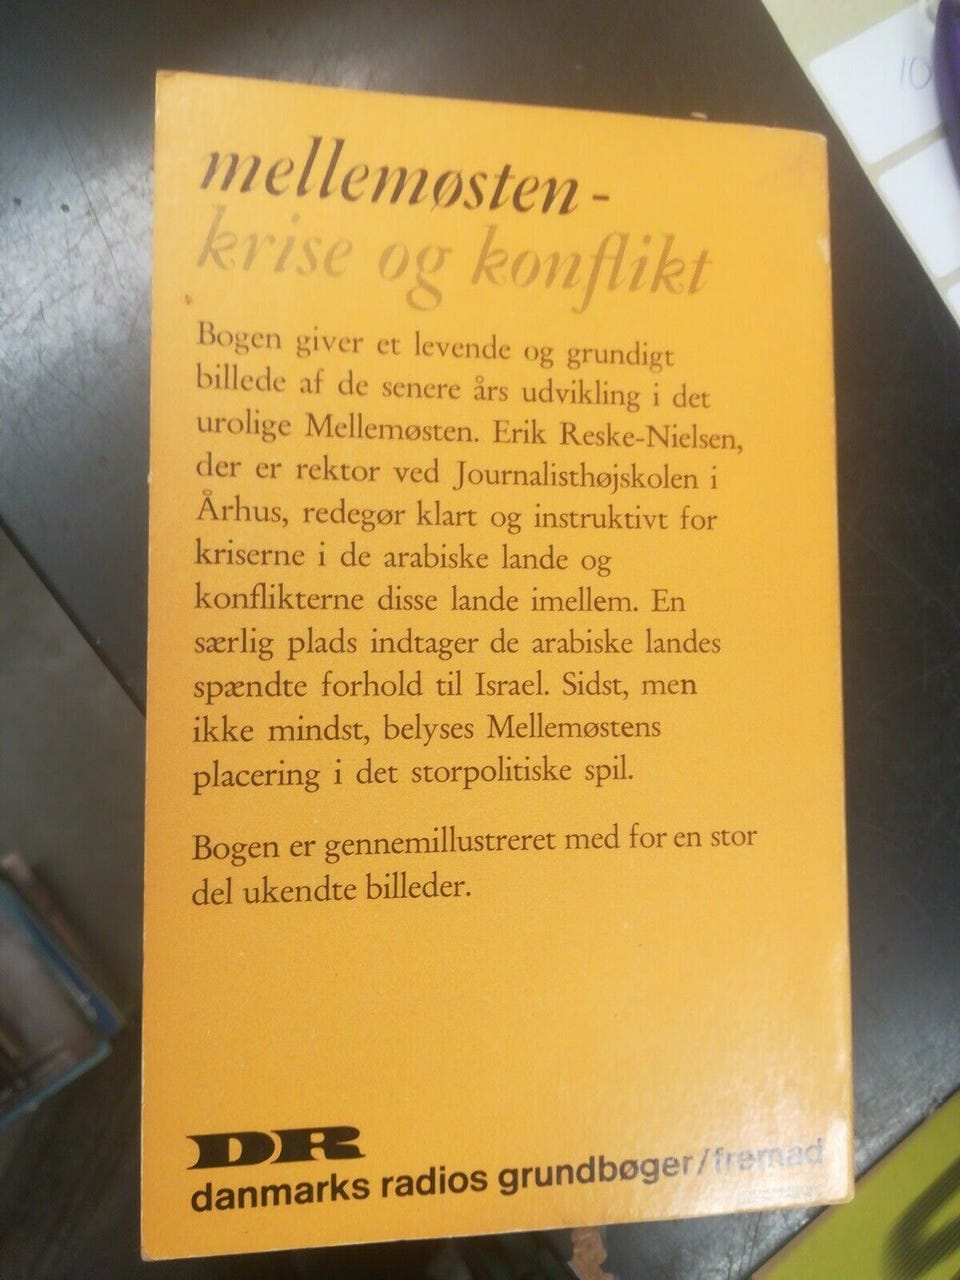 mellemøsten -
krise og konflikt
Bogen giver et levende og grundigt
billede af de senere års udvikling i det
urolige Mellemøsten. Erik Reske-Nielsen,
der er rektor ved Journalisthøjskolen i
Århus, redegør klart og instruktivt for
kriserne i de arabiske lande og
konflikterne disse lande imellem. En
særlig plads indtager de arabiske landes
spændte forhold til Israel. Sidst, men
ikke mindst, belyses Mellemøstens
placering i det storpolitiske spil.
Bogen er gennemillustreret med for en stor
del ukendte billeder.
DR
danmarks radios grundbøger/fremad
10